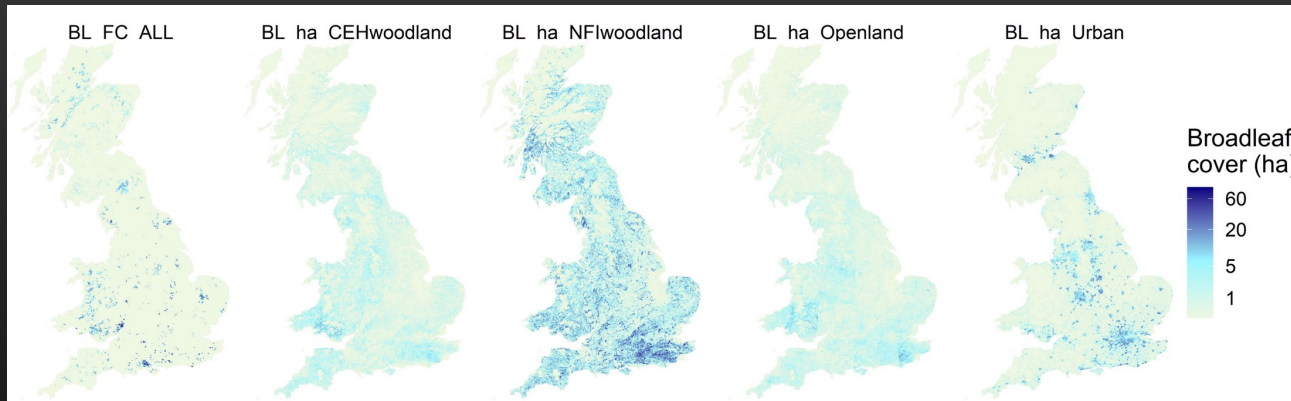 BL FC ALL
BL ha CEHwoodland
BL ha NFIwoodland
BL ha Openland
BL ha Urban
Broadleaf
cover (ha)
60
20
5
1